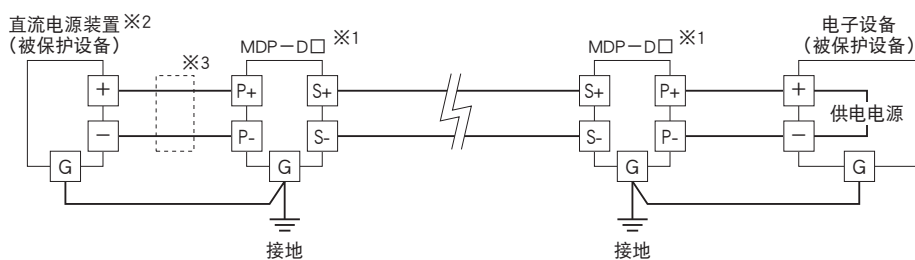 直流电源装置※2
（被保护设备）
MDP－D□ ※1
MDP－D□ ※1
电子设备
（被保护设备）
※3
+ P+ S+ S+ P+ +
供电电源
− P- S- S- P- −
G G G G
接地 接地